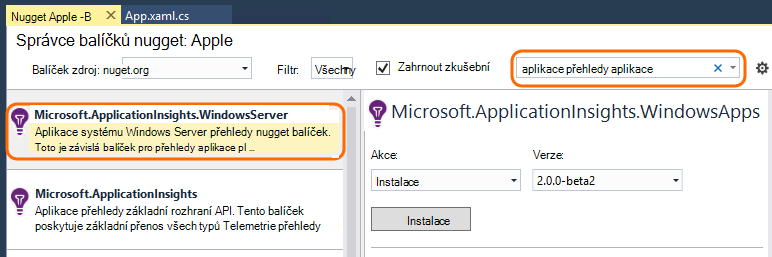 Nugget Apple -B
App.xaml.cs
Správce balíčků nugget: Apple
Balíček zdroj: nuget.org
Filtr:
Všechny
Zahrnout zkušební
aplikace přehledy aplikace
Microsoft.ApplicationInsights.WindowsServer
Aplikace systému Windows Server přehledy nugget balíček.
Toto je závislá balíček pro přehledy aplikace pl ...
Microsoft.ApplicationInsights
Aplikace přehledy základní rozhraní API. Tento balíček
poskytuje základní přenos všech typů Telemetrie přehledy
Microsoft.ApplicationInsights.WindowsApps
Akce:
Verze:
Instalace
2.0.0-beta2
Instalace